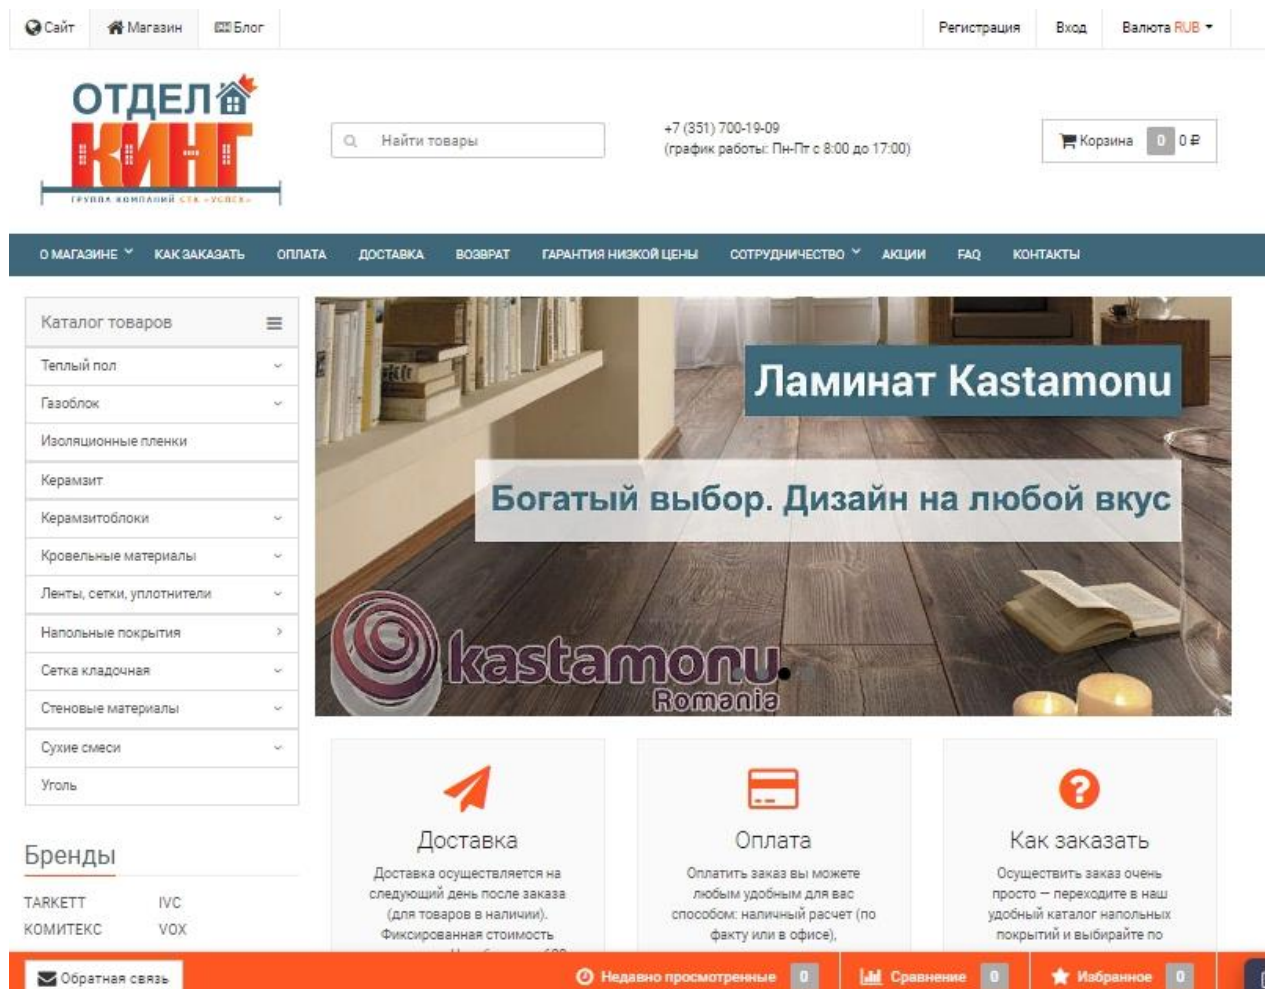 Сайт
Магазин
Блог
Регистрация
Вход
Валюта RUB
ОТДЕЛ
КИНГ
ГРУППА КОМПАНИЙ СТК «УСПЕХ»
Найти товары
+7 (351) 700-19-09
(график работы: Пн-Пт с 8:00 до 17:00)
Корзина 0 0 ₽
О МАГАЗИНЕ
КАК ЗАКАЗАТЬ
ОПЛАТА
ДОСТАВКА
ВОЗВРАТ
ГАРАНТИЯ НИЗКОЙ ЦЕНЫ
СОТРУДНИЧЕСТВО
АКЦИИ
FAQ
КОНТАКТЫ
Каталог товаров
Теплый пол
Газоблок
Изоляционные пленки
Керамзит
Керамзитоблоки
Кровельные материалы
Ленты, сетки, уплотнители
Напольные покрытия
Сетка кладочная
Стеновые материалы
Сухие смеси
Уголь
Бренды
TARKETT
IVC
КОМИТЕКС
VOX
Ламинат Kastamonu
Богатый выбор. Дизайн на любой вкус
kastamonu
Romania
Доставка
Доставка осуществляется на
следующий день после заказа
(для товаров в наличии).
Фиксированная стоимость
Оплата
Оплатить заказ вы можете
любым удобным для вас
способом: наличный расчет (по
факту или в офисе),
Как заказать
Осуществить заказ очень
просто — переходите в наш
удобный каталог напольных
покрытий и выбирайте по
Обратная связь
Недавно просмотренные 0
Сравнение 0
Избранное 0